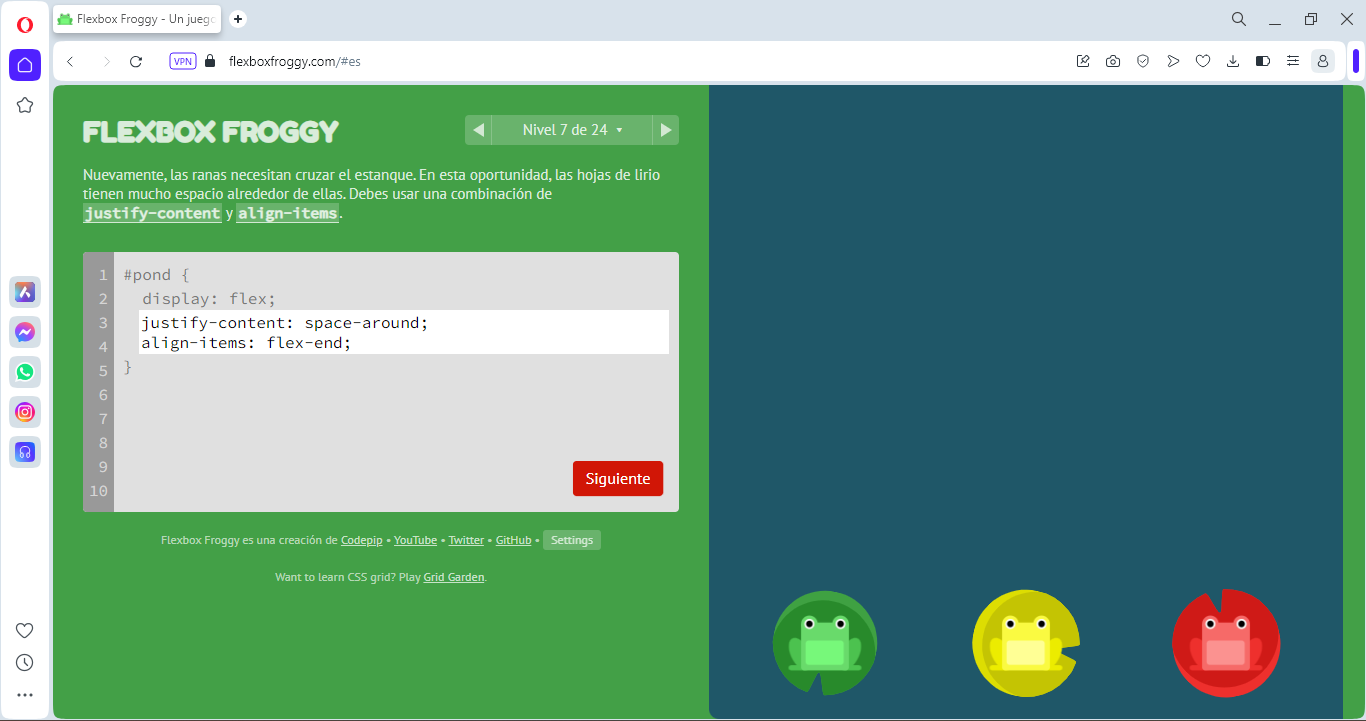 Flexbox Froggy - Un juego
VPN
flexboxfroggy.com/#es
FLEXBOX FROGGY
Nivel 7 de 24
Nuevamente, las ranas necesitan cruzar el estanque. En esta oportunidad, las hojas de lirio
tienen mucho espacio alrededor de ellas. Debes usar una combinación de
justify-content y align-items.
1 #pond {
2 display: flex;
3 justify-content: space-around;
4 align-items: flex-end;
5 }
6
7
8
9
10
Siguiente
Flexbox Froggy es una creación de Codepip • YouTube • Twitter • GitHub • Settings
Want to learn CSS grid? Play Grid Garden.